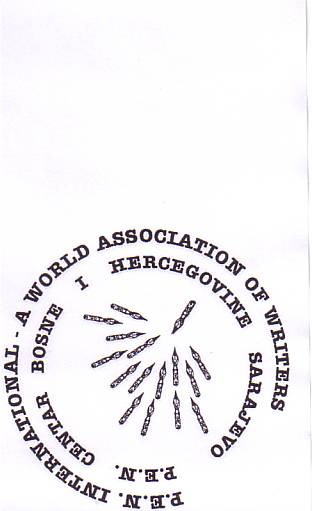 P.E.N. INTERNATIONAL - A WORLD ASSOCIATION OF WRITERS
P.E.N. CENTAR BOSNE I HERCEGOVINE SARAJEVO